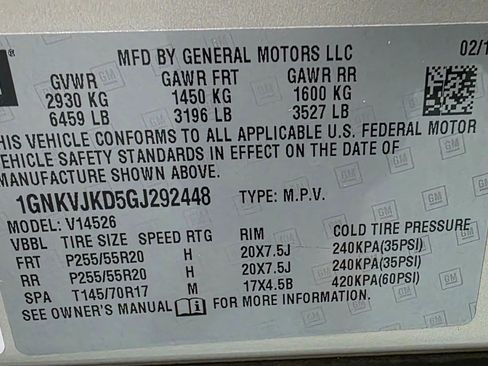 MFD BY GENERAL MOTORS LLC 02/1
GVWR GAWR FRT GAWR RR
2930 KG 1450 KG 1600 KG
6459 LB 3196 LB 3527 LB
HIS VEHICLE CONFORMS TO ALL APPLICABLE U.S. FEDERAL MOTOR
VEHICLE SAFETY STANDARDS IN EFFECT ON THE DATE OF
MANUFACTURE SHOWN ABOVE.
1GNKVJKD5GJ292448 TYPE: M.P.V.
MODEL: V14526
VBBL TIRE SIZE SPEED RTG RIM COLD TIRE PRESSURE
FRT P255/55R20 H 20X7.5J 240KPA(35PSI)
RR P255/55R20 H 20X7.5J 240KPA(35PSI)
SPA T145/70R17 M 17X4.5B 420KPA(60PSI)
SEE OWNER'S MANUAL FOR MORE INFORMATION.